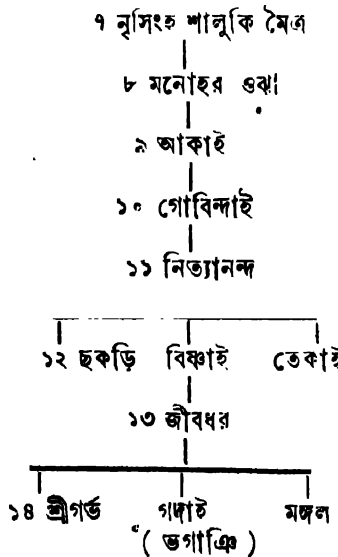 ৭ নৃসিংহ শালুকি মৈত্র
৮ মনোহর ওঝা
৯ আকাই
১০ গোবিন্দাই
১১ নিত্যানন্দ
১২ ছকড়ি বিষ্ণাই তেকাই
১৩ জীবধর
১৪ শ্রীগর্ভ গদাই মঙ্গল
( ভগাঞি )